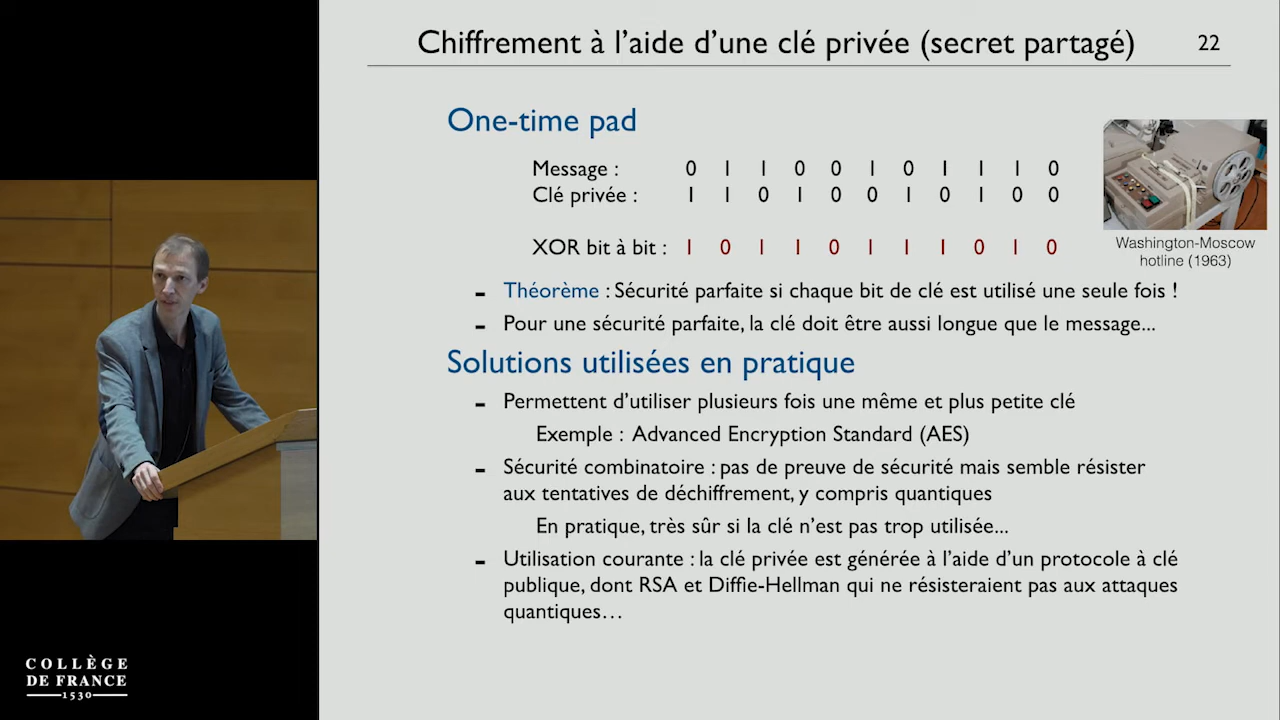 Chiffrement à l'aide d'une clé privée (secret partagé)
22
One-time pad
Message : 0 1 1 0 0 1 0 1 1 1 0
Clé privée : 1 1 0 1 0 0 1 0 1 0 0
XOR bit à bit : 1 0 1 1 0 1 1 1 0 1 0
Washington-Moscow
hotline (1963)
- Théorème : Sécurité parfaite si chaque bit de clé est utilisé une seule fois !
- Pour une sécurité parfaite, la clé doit être aussi longue que le message...
Solutions utilisées en pratique
- Permettent d'utiliser plusieurs fois une même et plus petite clé
Exemple : Advanced Encryption Standard (AES)
- Sécurité combinatoire : pas de preuve de sécurité mais semble résister
aux tentatives de déchiffrement, y compris quantiques
En pratique, très sûr si la clé n'est pas trop utilisée...
- Utilisation courante : la clé privée est générée à l'aide d'un protocole à clé
publique, dont RSA et Diffie-Hellman qui ne résisteraient pas aux attaques
quantiques…
COLLÈGE
DE FRANCE
1530